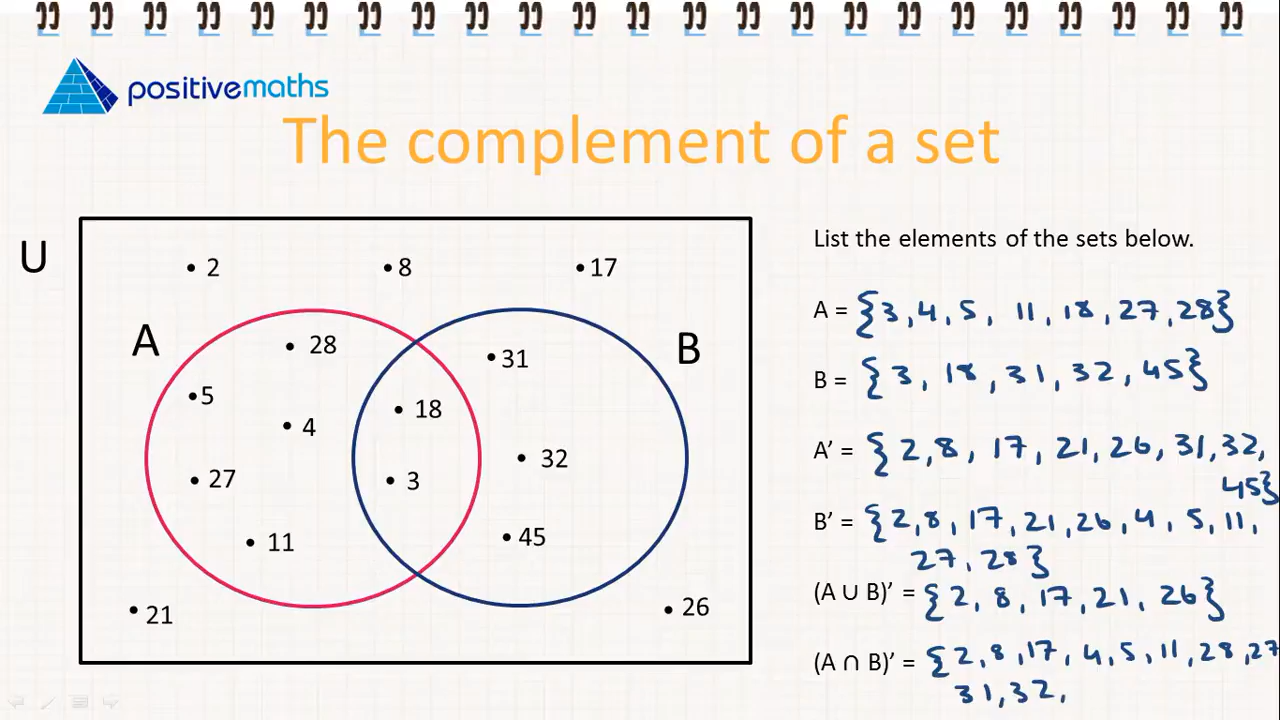 positivemaths
The complement of a set
U
2
8
17
A
B
28
31
5
4
18
27
3
32
11
45
21
26
List the elements of the sets below.
A = {3, 4, 5, 11, 18, 27, 28}
B = {3, 18, 31, 32, 45}
A' = {2, 8, 17, 21, 26, 31, 32,
45}
B' = {2, 8, 17, 21, 26, 4, 5, 11,
27, 28}
(A ∪ B)' = {2, 8, 17, 21, 26}
(A ∩ B)' = {2, 8, 17, 4, 5, 11, 28, 27
31, 32,